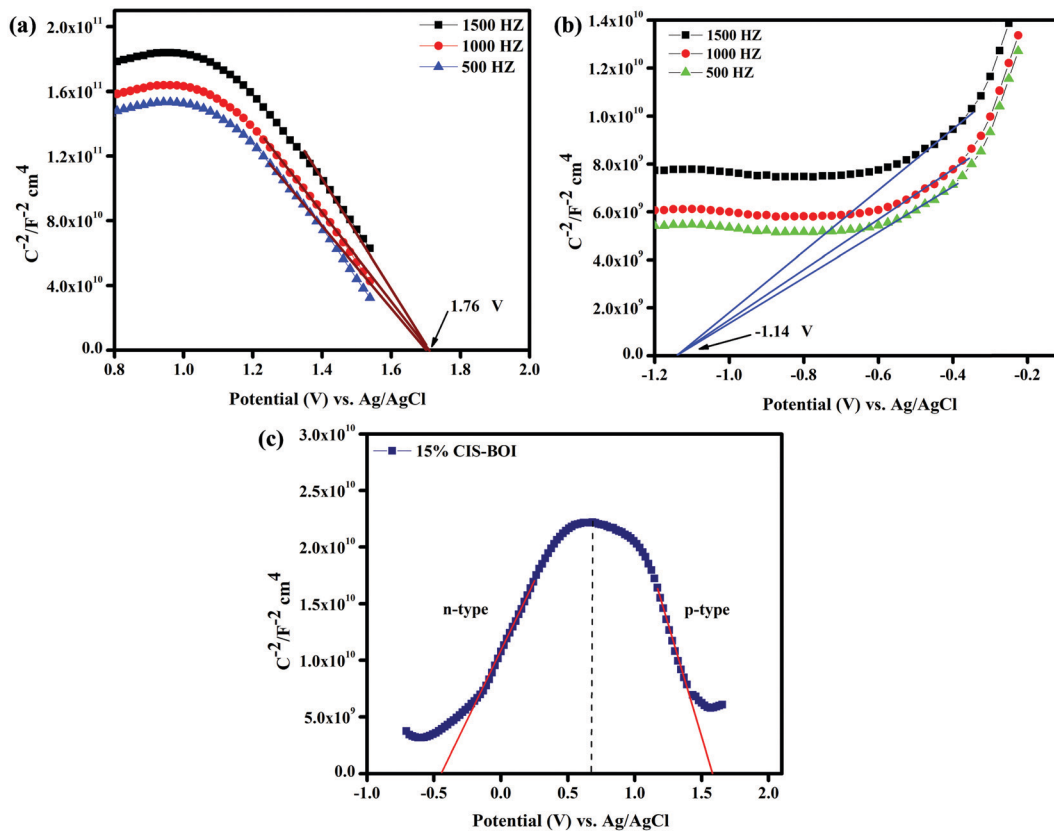 (a)
1500 HZ
1000 HZ
500 HZ
2.0x10¹¹
1.6x10¹¹
1.2x10¹¹
8.0x10¹⁰
4.0x10¹⁰
0.0
C⁻²/F⁻² cm⁴
1.76 V
0.8 1.0 1.2 1.4 1.6 1.8 2.0
Potential (V) vs. Ag/AgCl
(b)
1500 HZ
1000 HZ
500 HZ
1.4x10¹⁰
1.2x10¹⁰
1.0x10¹⁰
8.0x10⁹
6.0x10⁹
4.0x10⁹
2.0x10⁹
0.0
C⁻²/F⁻² cm⁴
-1.14 V
-1.2 -1.0 -0.8 -0.6 -0.4 -0.2
Potential (V) vs. Ag/AgCl
(c)
15% CIS-BOI
3.0x10¹⁰
2.5x10¹⁰
2.0x10¹⁰
1.5x10¹⁰
1.0x10¹⁰
5.0x10⁹
0.0
C⁻²/F⁻² cm⁴
n-type
p-type
-1.0 -0.5 0.0 0.5 1.0 1.5 2.0
Potential (V) vs. Ag/AgCl